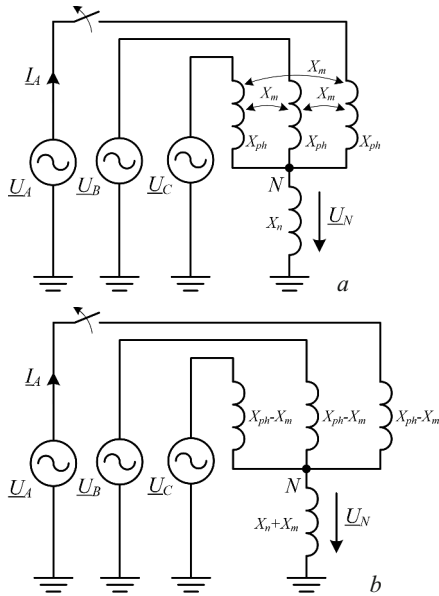 X_m
I_A
X_m X_m
X_ph X_ph X_ph
U_A U_B U_C
N
X_n U_N
a
I_A
X_ph-X_m X_ph-X_m X_ph-X_m
U_A U_B U_C
N
X_n+X_m U_N
b